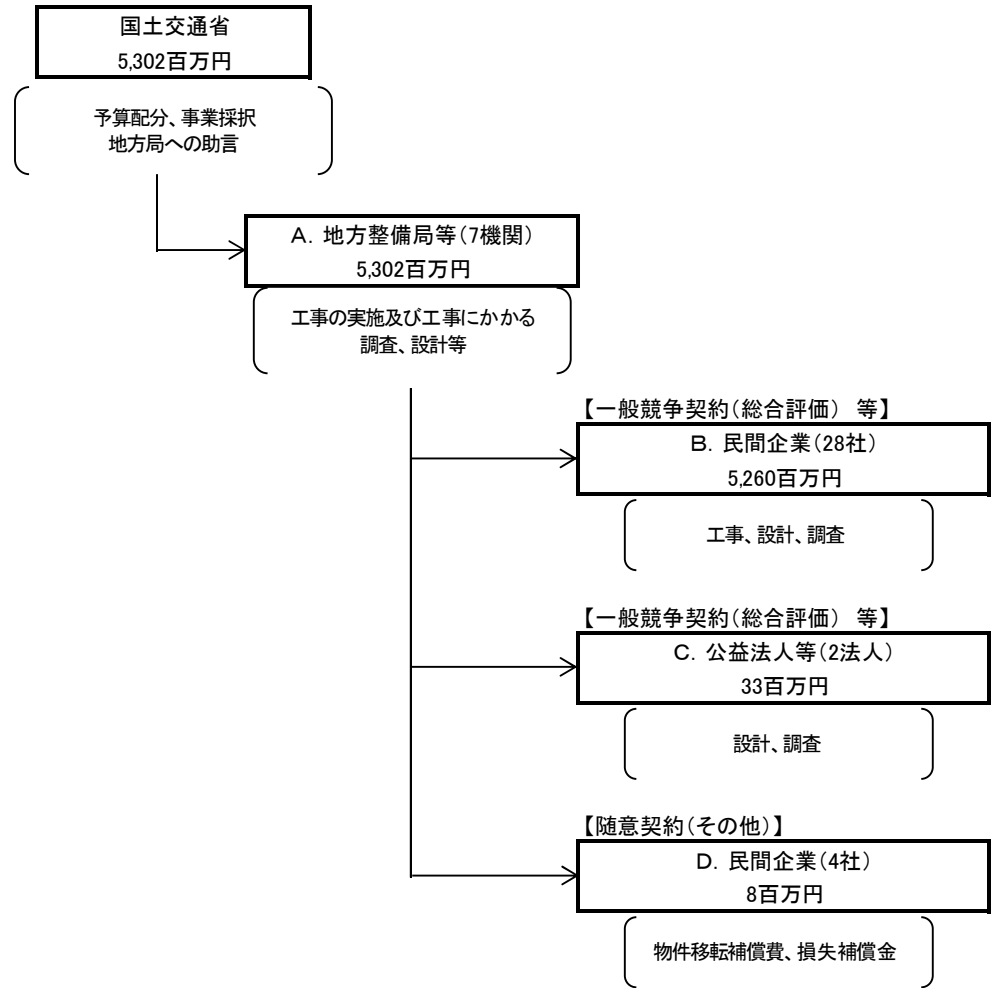 国土交通省
5,302百万円
予算配分、事業採択
地方局への助言
A．地方整備局等（7機関）
5,302百万円
工事の実施及び工事にかかる
調査、設計等
【一般競争契約（総合評価）　等】
B．民間企業（28社）
5,260百万円
工事、設計、調査
【一般競争契約（総合評価）　等】
C．公益法人等（2法人）
33百万円
設計、調査
【随意契約（その他）】
D．民間企業（4社）
8百万円
物件移転補償費、損失補償金